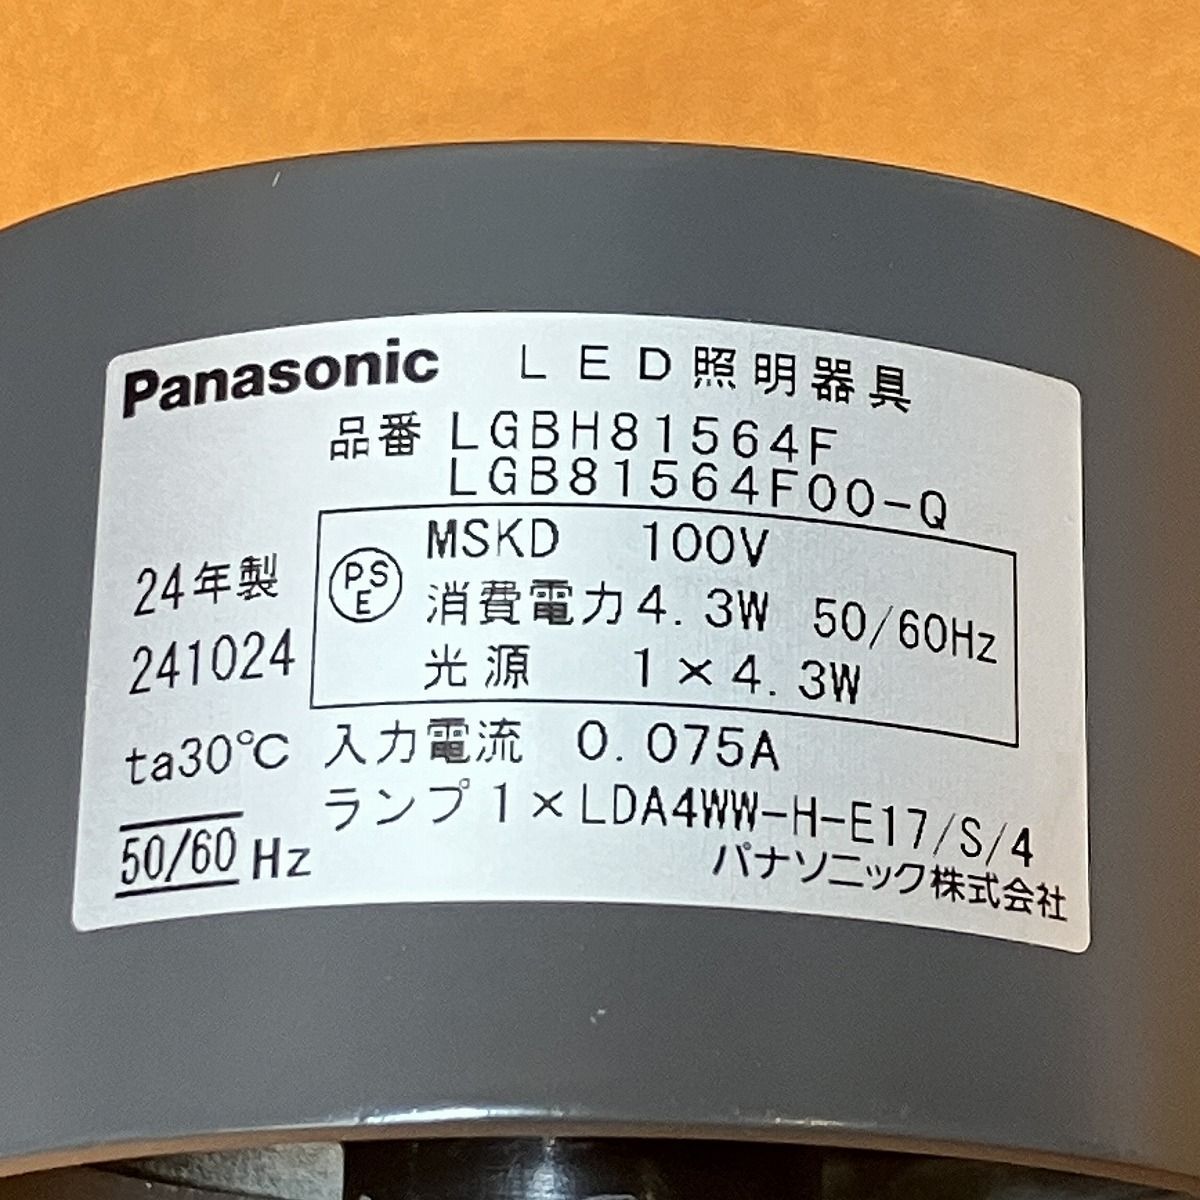 Panasonic LED照明器具
品番 LGBH81564F
LGB81564F00-Q
PSE MSKD 100V
消費電力4.3W 50/60Hz
光源 1×4.3W
24年製
241024
ta30℃ 入力電流 0.075A
ランプ1×LDA4WW-H-E17/S/4
50/60 Hz
パナソニック株式会社